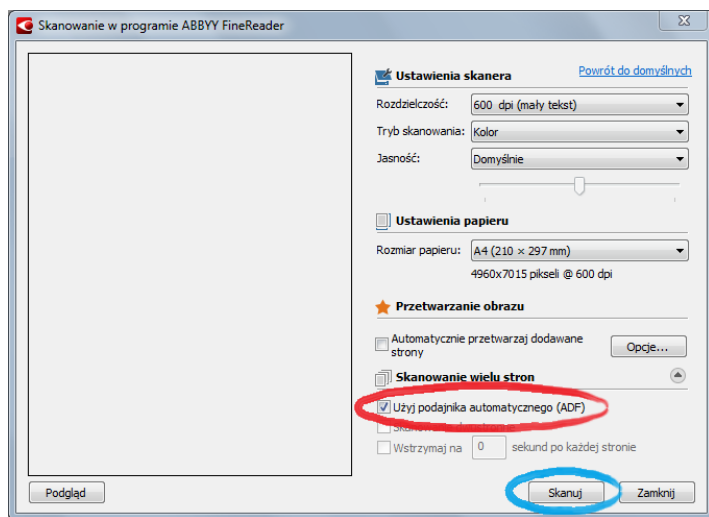 Skanowanie w programie ABBYY FineReader
Ustawienia skanera
Powrót do domyślnych
Rozdzielczość: 600 dpi (mały tekst)
Tryb skanowania: Kolor
Jasność: Domyślnie
Ustawienia papieru
Rozmiar papieru: A4 (210 × 297 mm)
4960x7015 pikseli @ 600 dpi
Przetwarzanie obrazu
Automatycznie przetwarzaj dodawane
strony
Opcje...
Skanowanie wielu stron
Użyj podajnika automatycznego (ADF)
Wstrzymaj na 0 sekund po każdej stronie
Podgląd
Skanuj
Zamknij